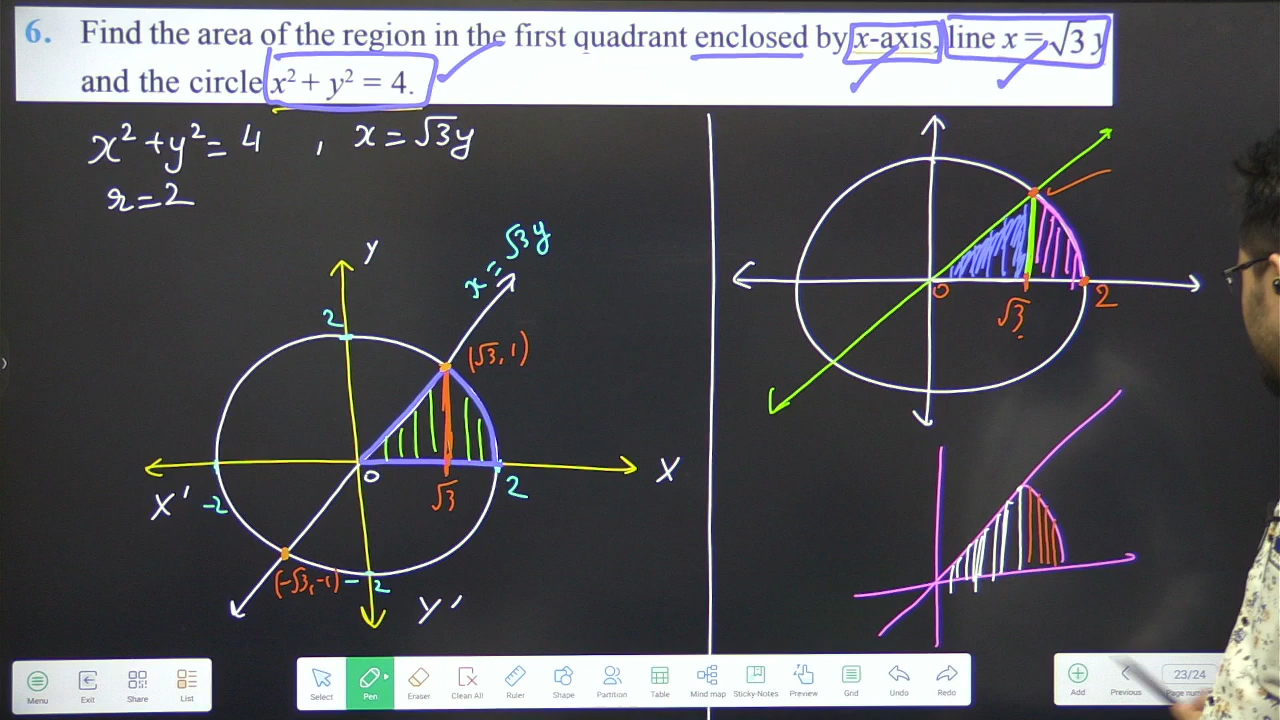 6. Find the area of the region in the first quadrant enclosed by x-axis, line x = √3 y
and the circle x² + y² = 4.
x² + y² = 4 , x = √3y
r = 2
Y
x = √3y
2
(√3, 1)
O
√3
2
X
X'
-2
(-√3, -1)
-2
Y'
O
√3
2
Menu
Exit
Share
List
Select
Pen
Eraser
Clean All
Ruler
Shape
Partition
Table
Mind map
Sticky-Notes
Preview
Grid
Undo
Redo
Add
Previous
23/24